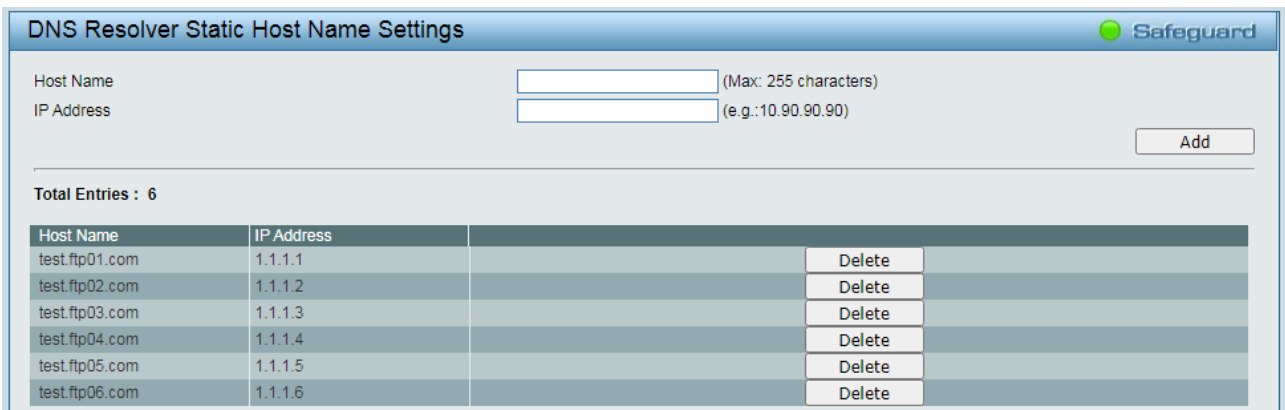 DNS Resolver Static Host Name Settings Safeguard
Host Name (Max: 255 characters)
IP Address (e.g.:10.90.90.90)
Add
Total Entries : 6
Host Name IP Address
test.ftp01.com 1.1.1.1 Delete
test.ftp02.com 1.1.1.2 Delete
test.ftp03.com 1.1.1.3 Delete
test.ftp04.com 1.1.1.4 Delete
test.ftp05.com 1.1.1.5 Delete
test.ftp06.com 1.1.1.6 Delete